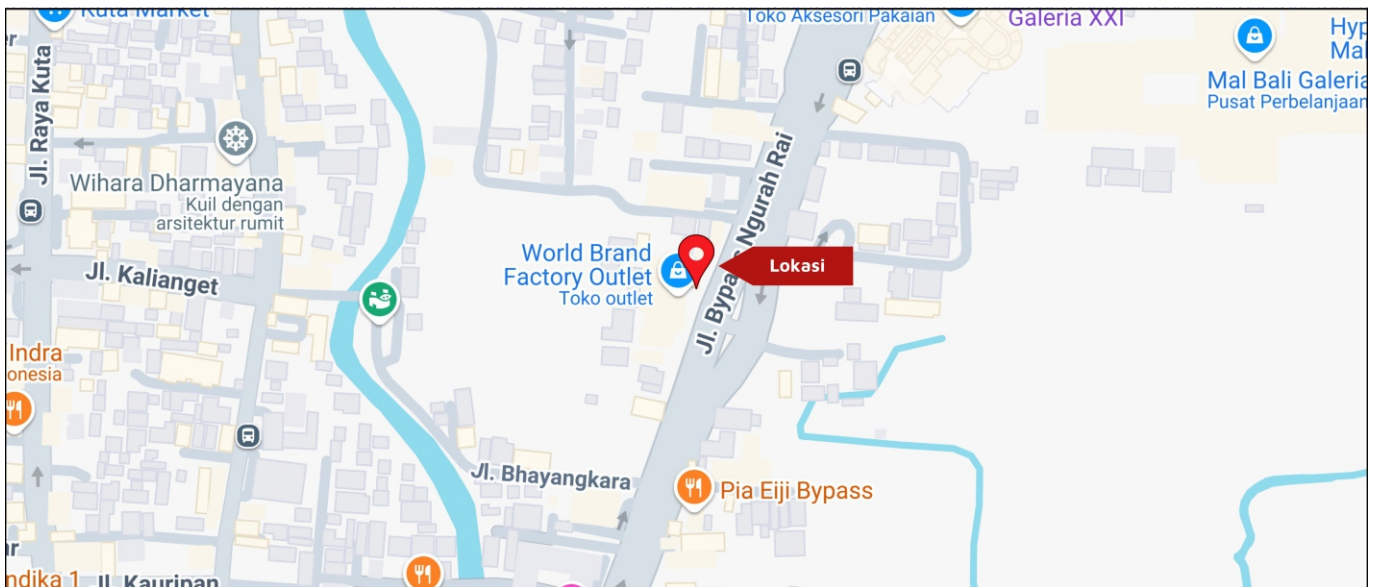 Kuta Market
Toko Aksesori Pakaian
Galeria XXI
Hyp
Mal
Mal Bali Galeria
Pusat Perbelanjaan
Jl. Raya Kuta
Wihara Dharmayana
Kuil dengan
arsitektur rumit
Jl. Bypass Ngurah Rai
World Brand
Factory Outlet
Toko outlet
Lokasi
Jl. Kalianget
Indra
onesia
Jl. Bhayangkara
Pia Eiji Bypass
ndika 1
Jl. Kauripan